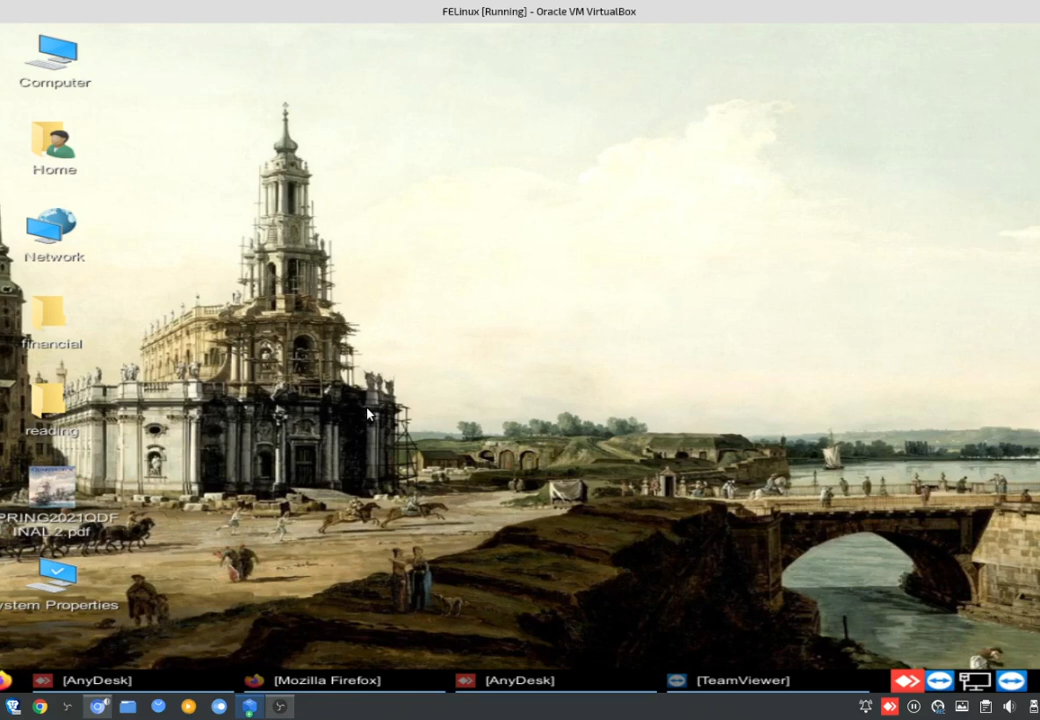 FELinux [Running] - Oracle VM VirtualBox
Computer
Home
Network
financial
reading
PRING2021QDF
INAL 2.pdf
ystem Properties
[AnyDesk]
[Mozilla Firefox]
[AnyDesk]
[TeamViewer]